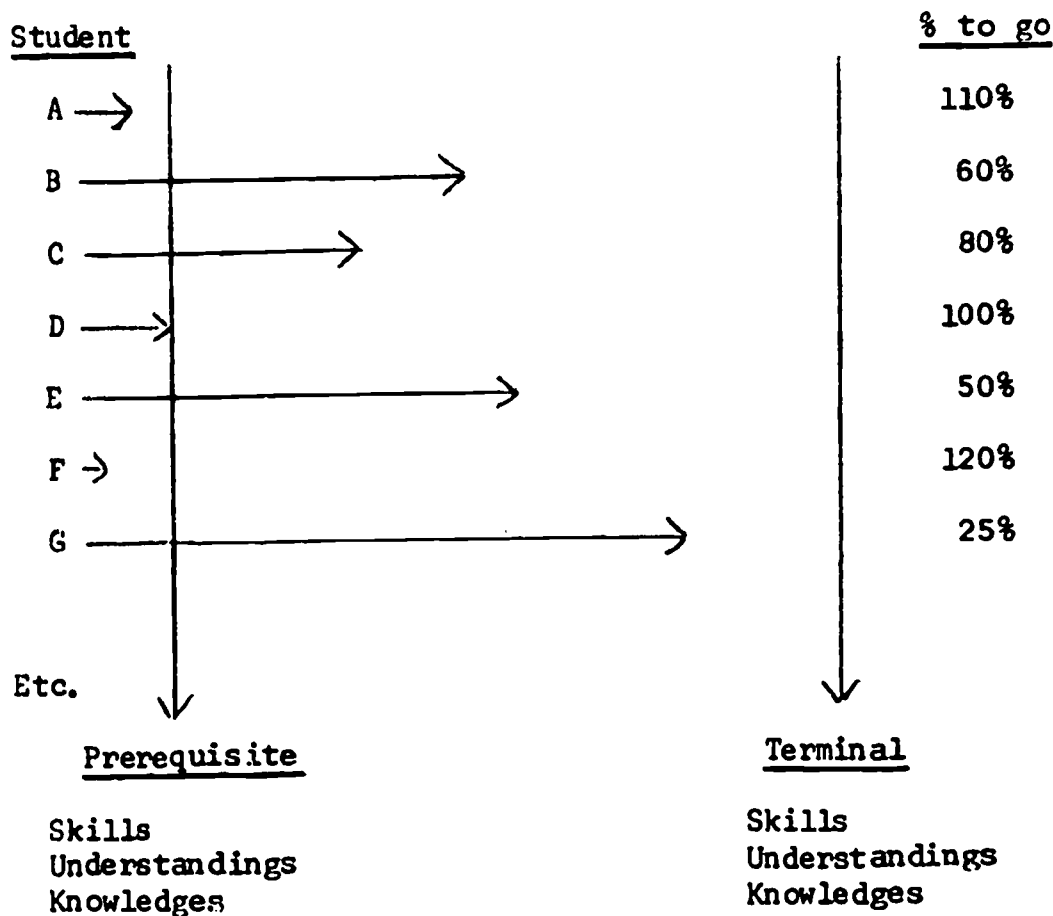 Student % to go
A 110%
B 60%
C 80%
D 100%
E 50%
F 120%
G 25%
Etc.
Prerequisite Terminal
Skills Skills
Understandings Understandings
Knowledges Knowledges